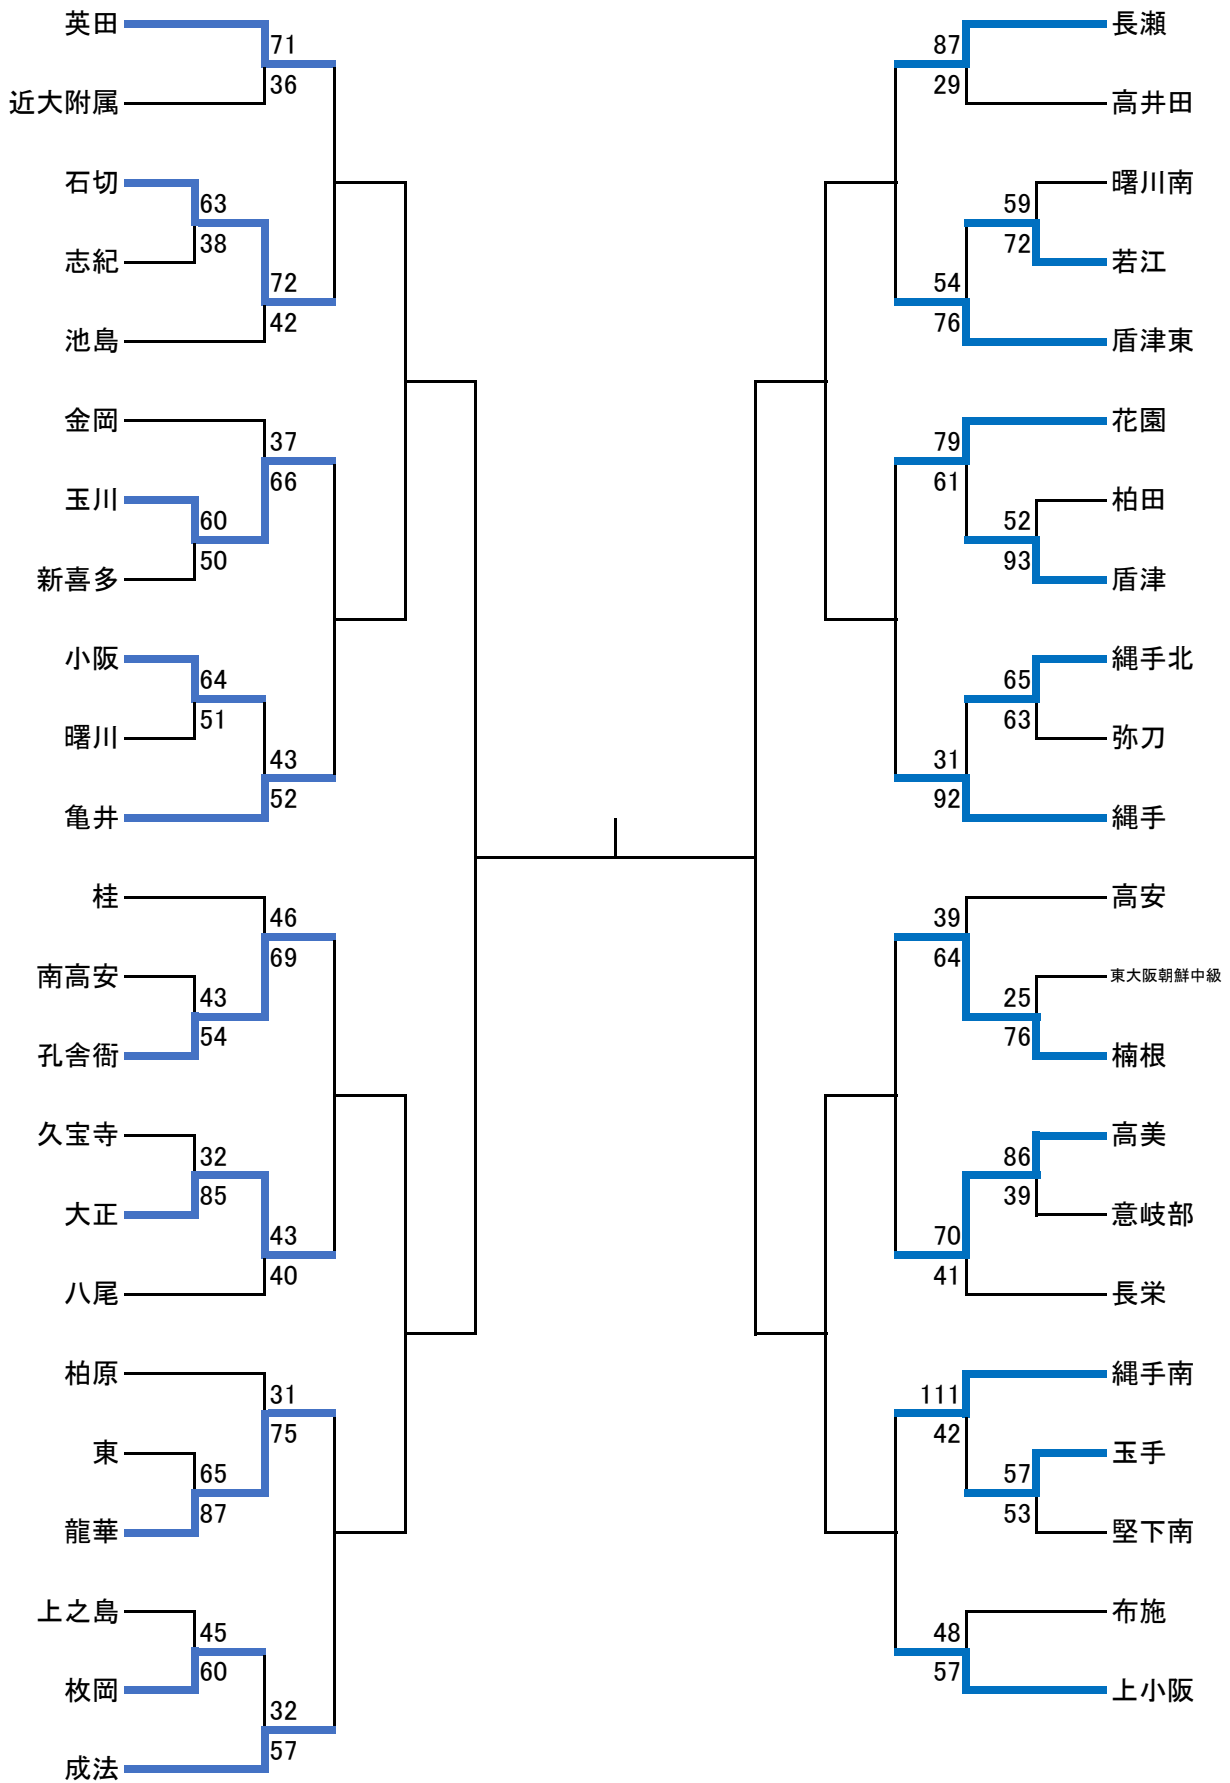 英田
71
36
近大附属
石切
63
38
志紀
72
42
池島
金岡
37
66
玉川
60
50
新喜多
小阪
64
51
曙川
43
52
亀井
桂
46
69
南高安
43
54
孔舎衙
久宝寺
32
85
大正
43
40
八尾
柏原
31
75
東
65
87
龍華
上之島
45
60
枚岡
32
57
成法
長瀬
87
29
高井田
曙川南
59
72
若江
54
76
盾津東
花園
79
61
柏田
52
93
盾津
縄手北
65
63
弥刀
31
92
縄手
高安
39
64
東大阪朝鮮中級
25
76
楠根
高美
86
39
意岐部
70
41
長栄
縄手南
111
42
玉手
57
53
堅下南
布施
48
57
上小阪